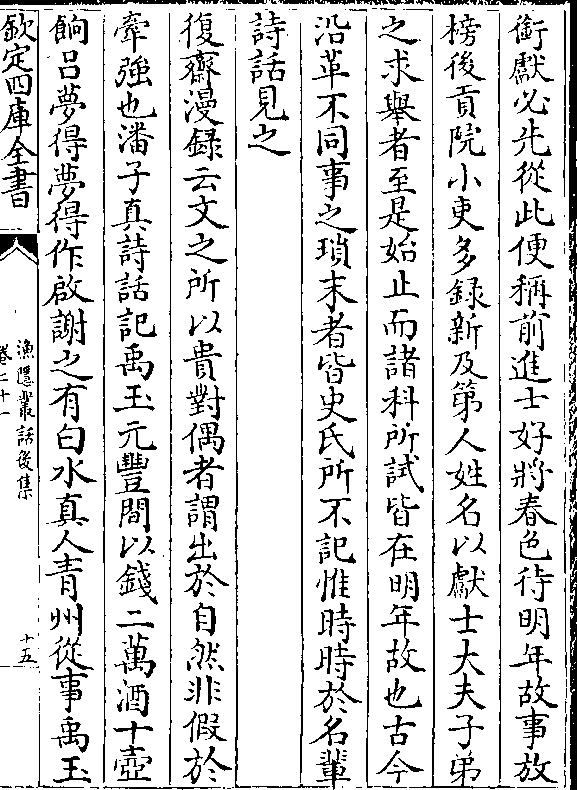 銜獻必先從此便稱前進士好將春色待明年故事放
榜後貢院小吏多録新及第人姓名以獻士大夫子弟
之求舉者至是始止而諸科所試皆在明年故也古今
沿革不同事之瑣末者皆史氏所不記惟時時於名輩
詩話見之
復齋漫録云文之所以貴對偶者謂出於自然非假於
牽強也潘子真詩話記禹玉元豐間以錢二萬酒十壺
餉吕夢得夢得作啟謝之有白水真人青州從事禹玉
欽定四庫全書
漁隱叢話後集
卷二十一
十五